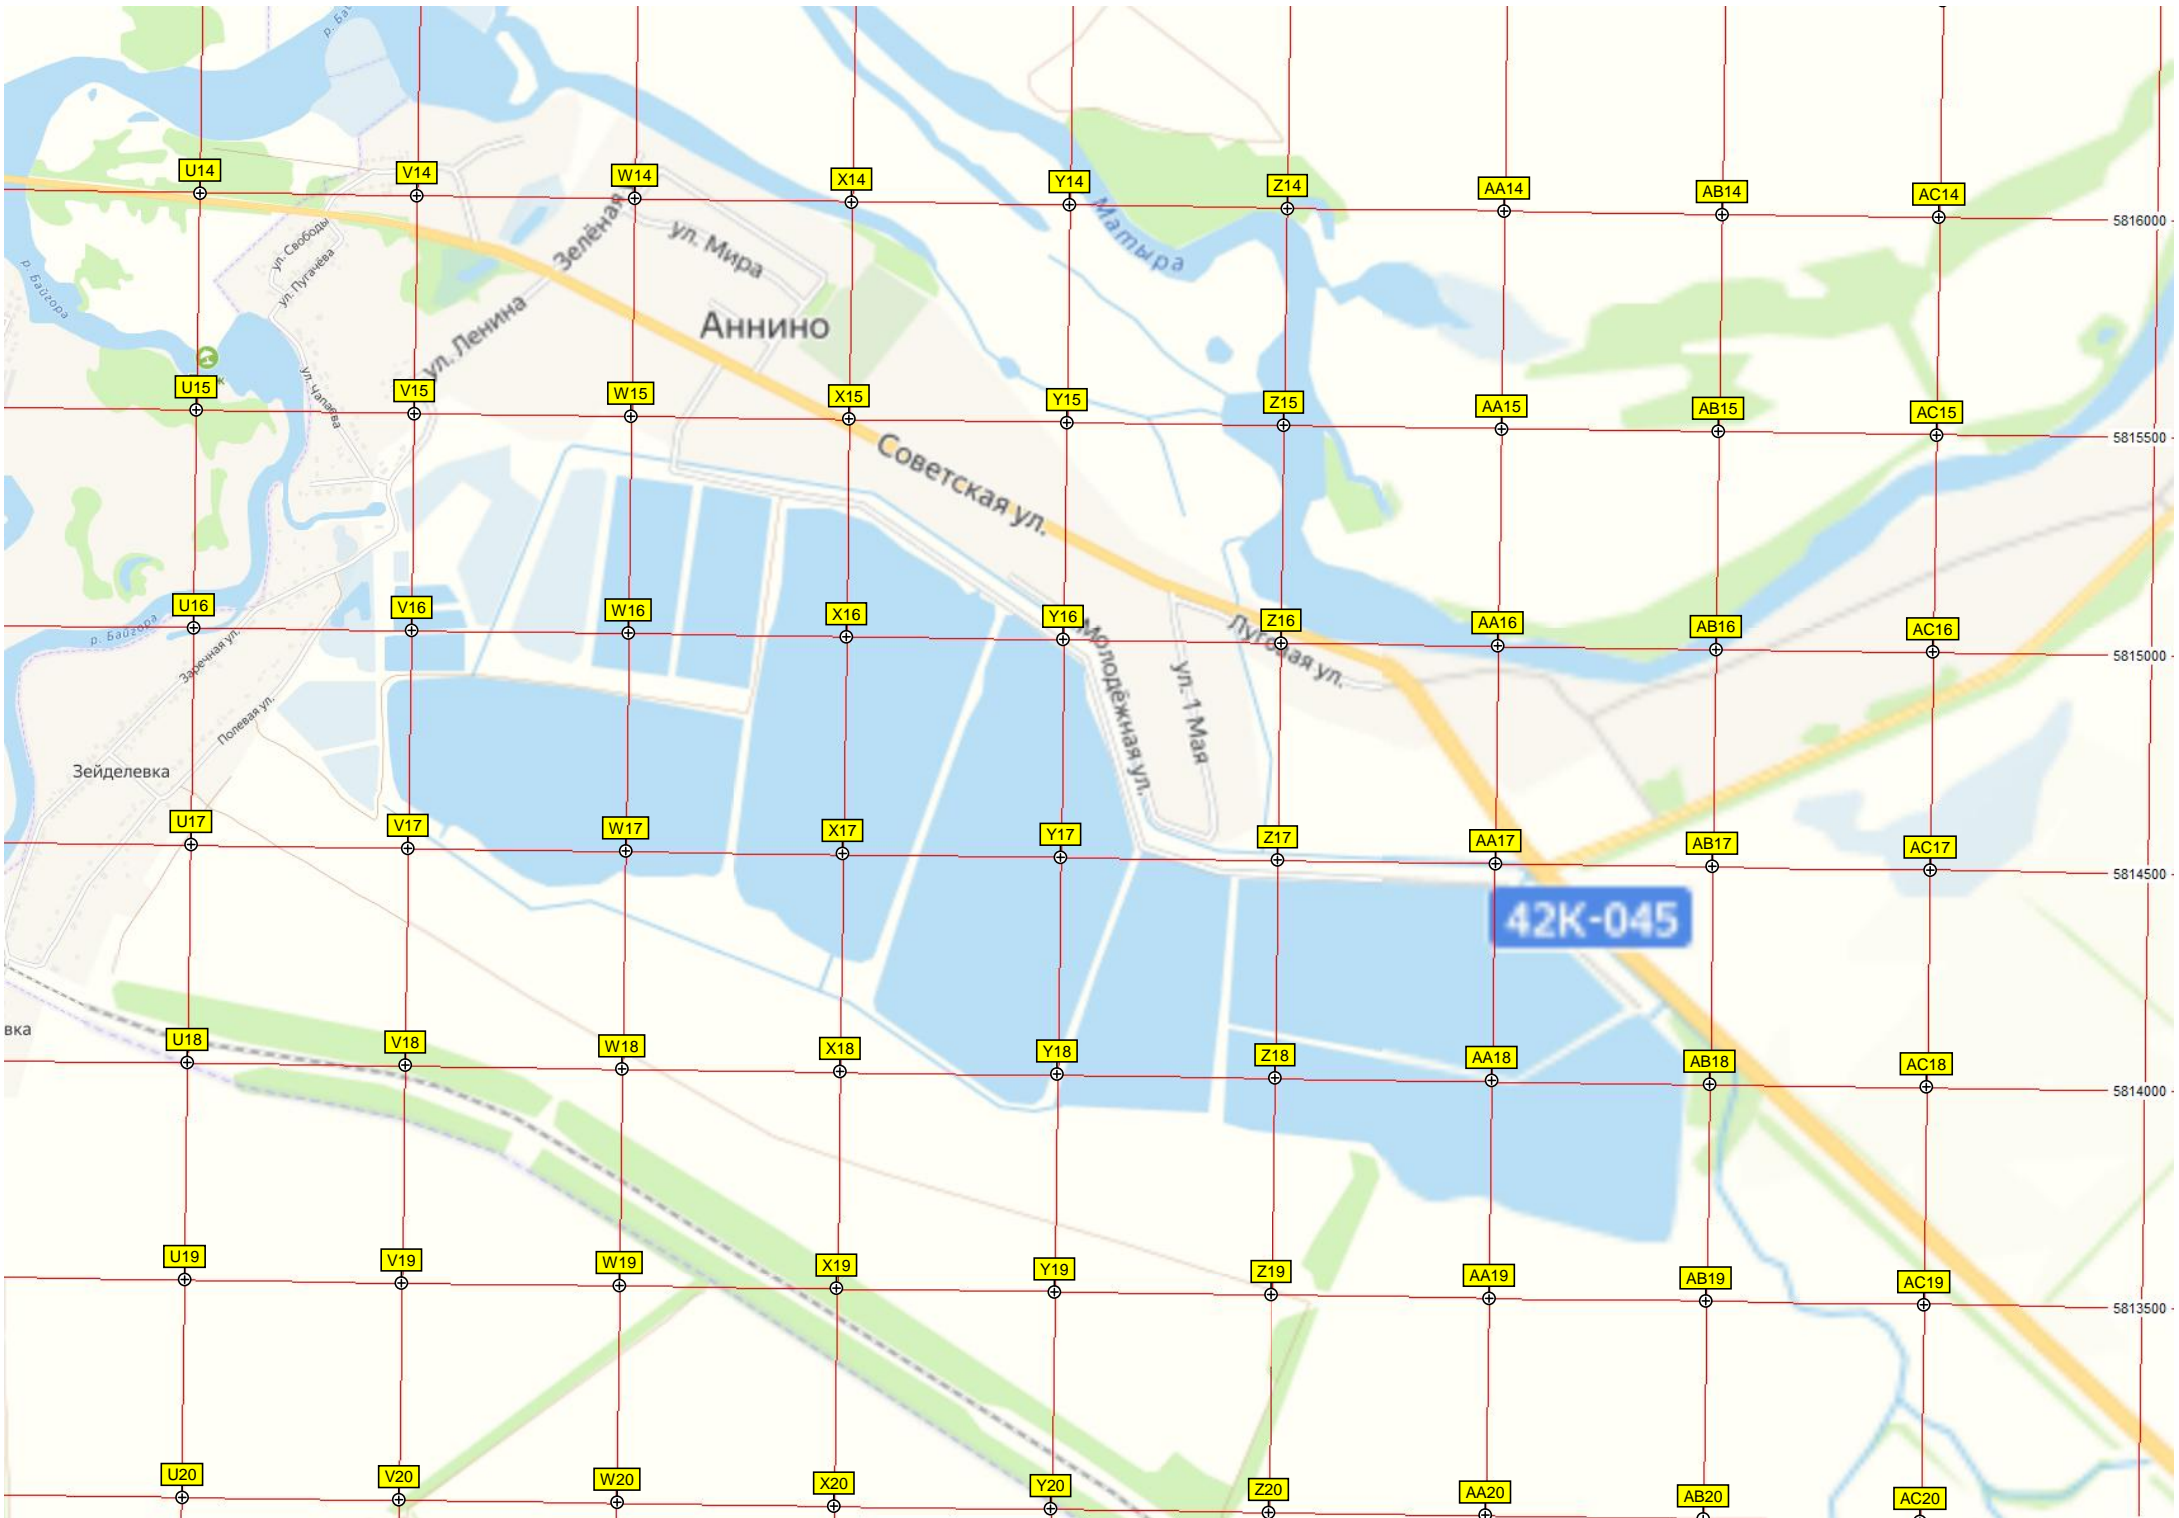 р. Ба
U14
V14
W14
X14
Y14
Z14
AA14
AB14
AC14
5816000
ул. Свободы
ул. Пугачёва
Зелёная
ул. Мира
Матыра
р. Байгора
ул. Ленина
Аннино
ул. Чапаева
U15
V15
W15
X15
Y15
Z15
AA15
AB15
AC15
5815500
Советская ул.
U16
V16
W16
X16
Y16
Z16
AA16
AB16
AC16
5815000
р. Байгора
Заречная ул.
Полевая ул.
Молодёжная ул.
ул. 1 Мая
Луговая ул.
Зейделевка
U17
V17
W17
X17
Y17
Z17
AA17
AB17
AC17
5814500
42К-045
вка
U18
V18
W18
X18
Y18
Z18
AA18
AB18
AC18
5814000
U19
V19
W19
X19
Y19
Z19
AA19
AB19
AC19
5813500
U20
V20
W20
X20
Y20
Z20
AA20
AB20
AC20